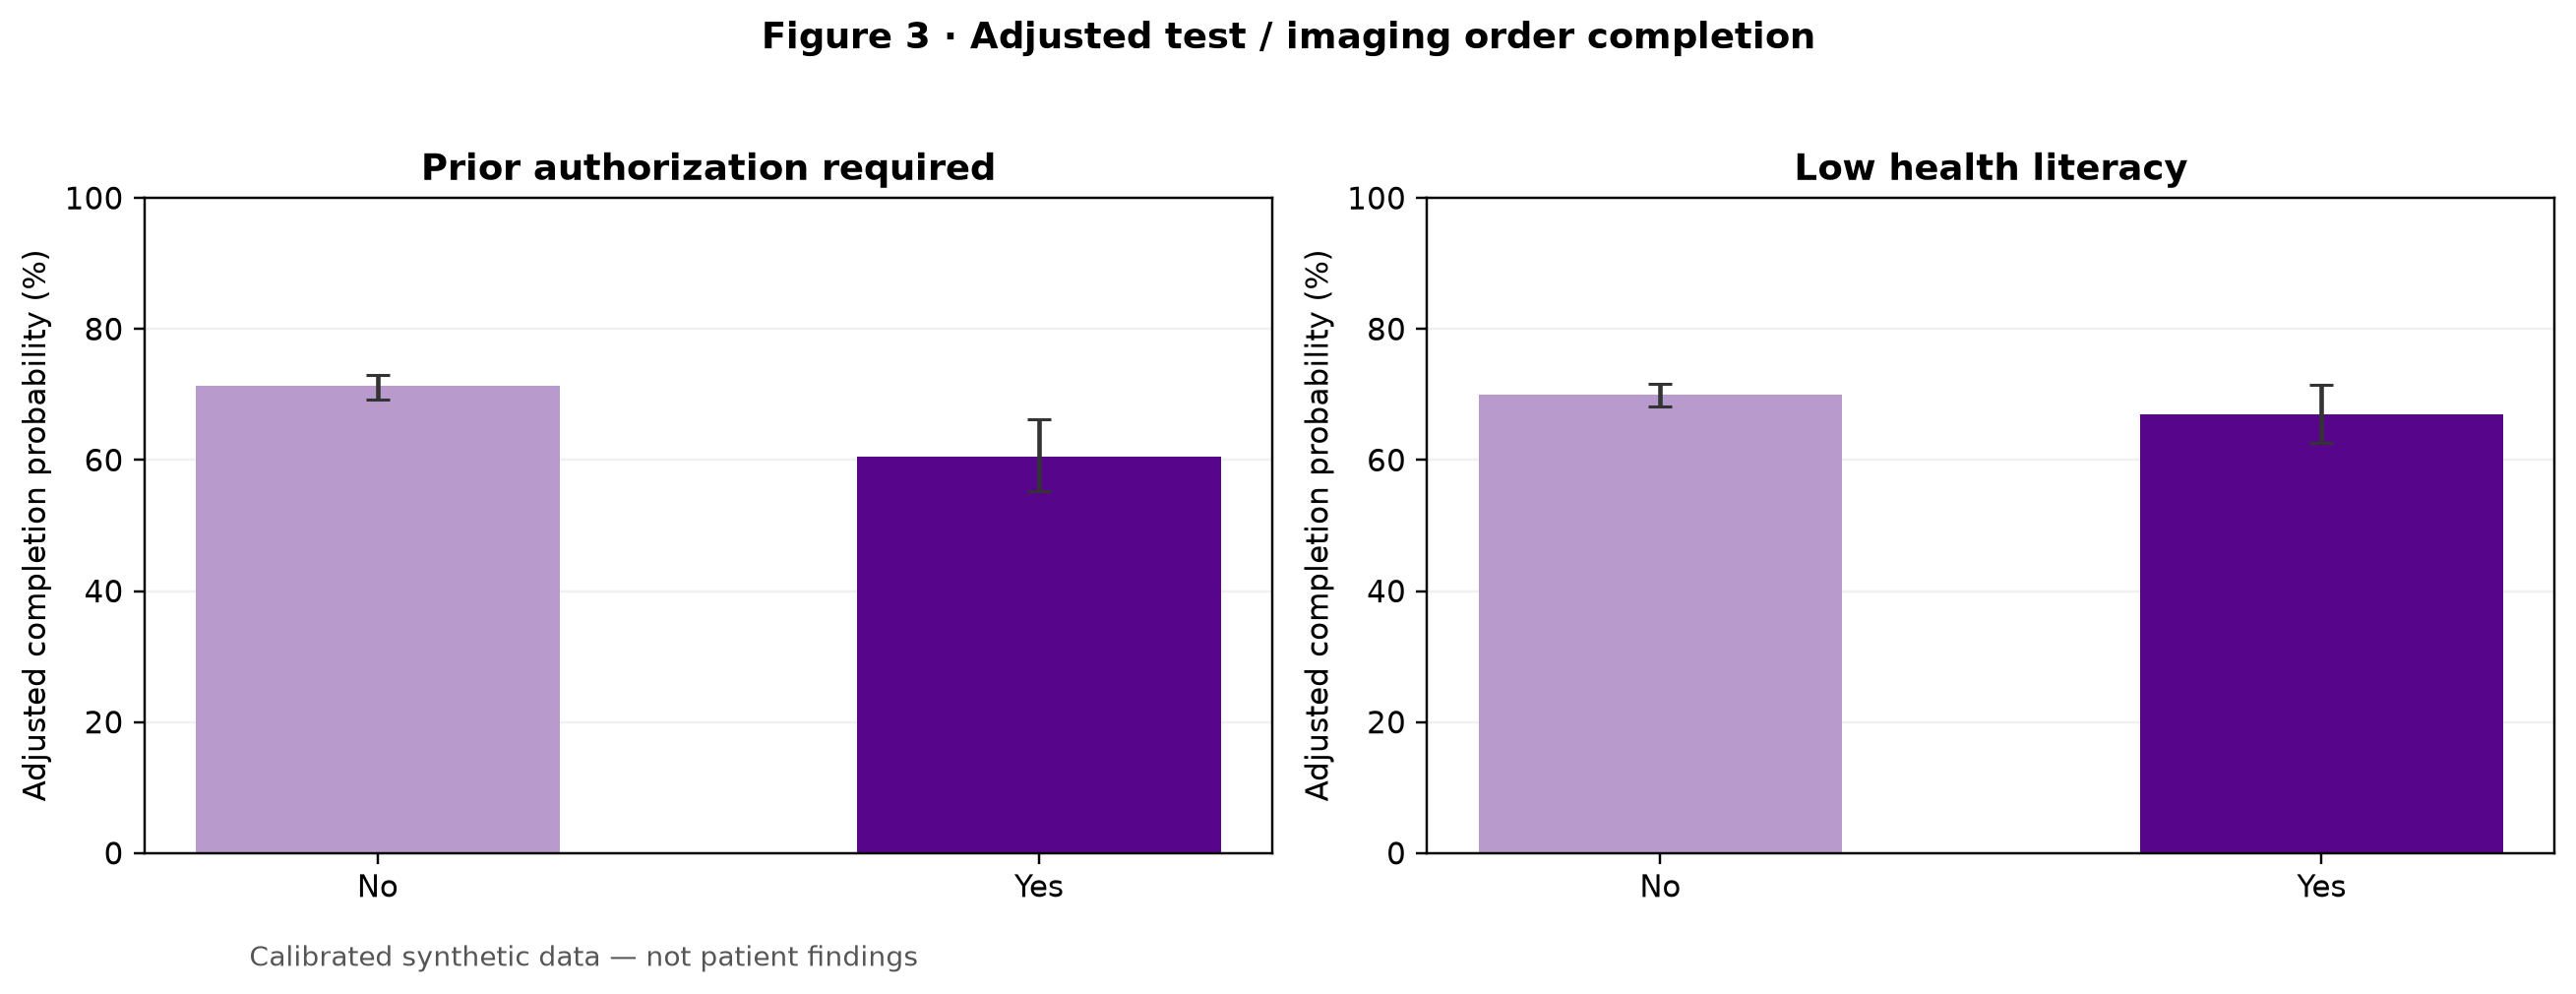 Figure 3 · Adjusted test / imaging order completion
Prior authorization required
Adjusted completion probability (%)
100
80
60
40
20
0
No
Yes
Low health literacy
Adjusted completion probability (%)
100
80
60
40
20
0
No
Yes
Calibrated synthetic data — not patient findings